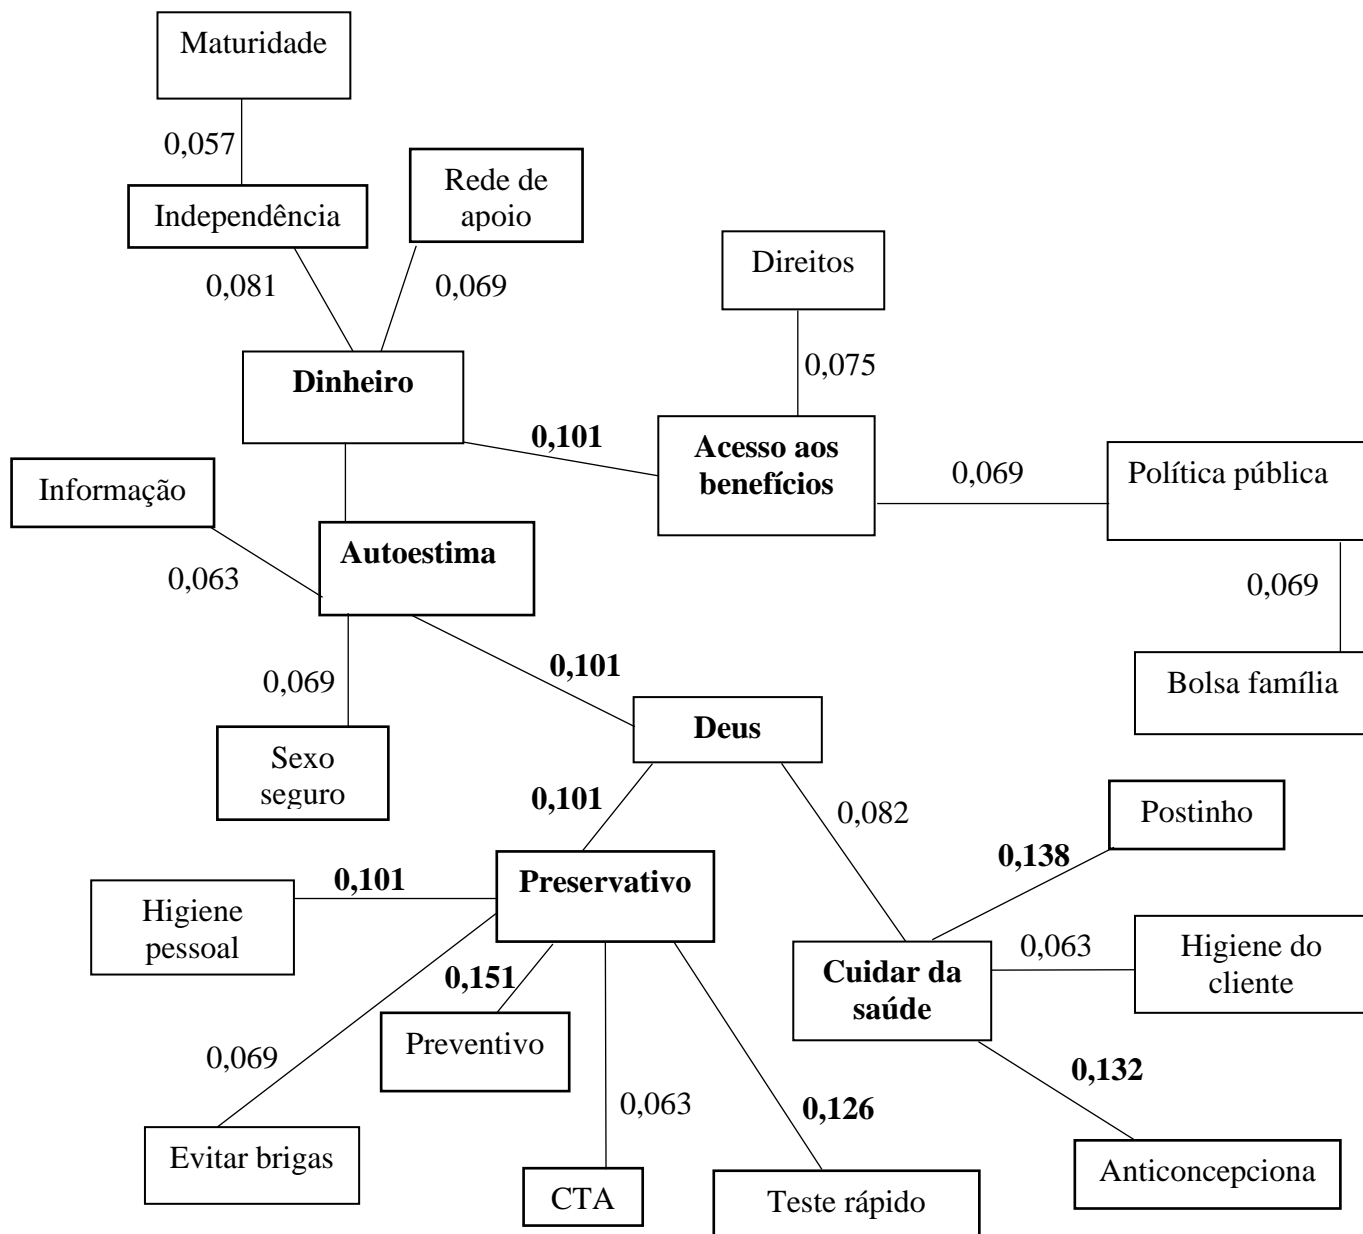 Maturidade
0,057
Rede de
apoio
Independência
Direitos
0,081
0,069
0,075
Dinheiro
0,101
Acesso aos
benefícios
0,069
Política pública
Informação
Autoestima
0,063
0,069
0,101
0,069
Bolsa família
Deus
Sexo
seguro
0,101
0,082
Postinho
0,138
0,101
Preservativo
Higiene
pessoal
0,063
Higiene do
cliente
Cuidar da
saúde
0,151
Preventivo
0,069
0,063
0,126
0,132
Evitar brigas
CTA
Teste rápido
Anticoncepciona